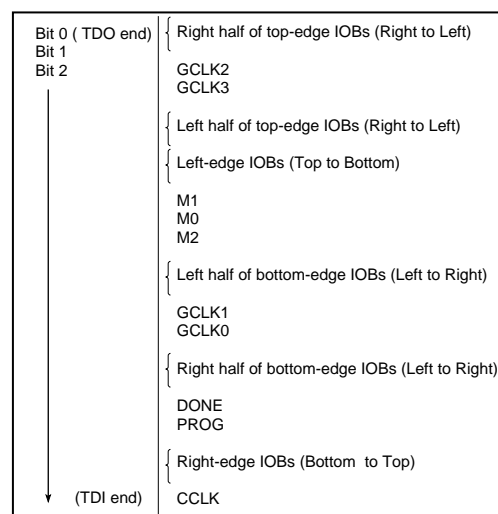 Bit 0 ( TDO end)
Bit 1
Bit 2
Right half of top-edge IOBs (Right to Left)
GCLK2
GCLK3
Left half of top-edge IOBs (Right to Left)
Left-edge IOBs (Top to Bottom)
M1
M0
M2
Left half of bottom-edge IOBs (Left to Right)
GCLK1
GCLK0
Right half of bottom-edge IOBs (Left to Right)
DONE
PROG
Right-edge IOBs (Bottom to Top)
(TDI end)
CCLK